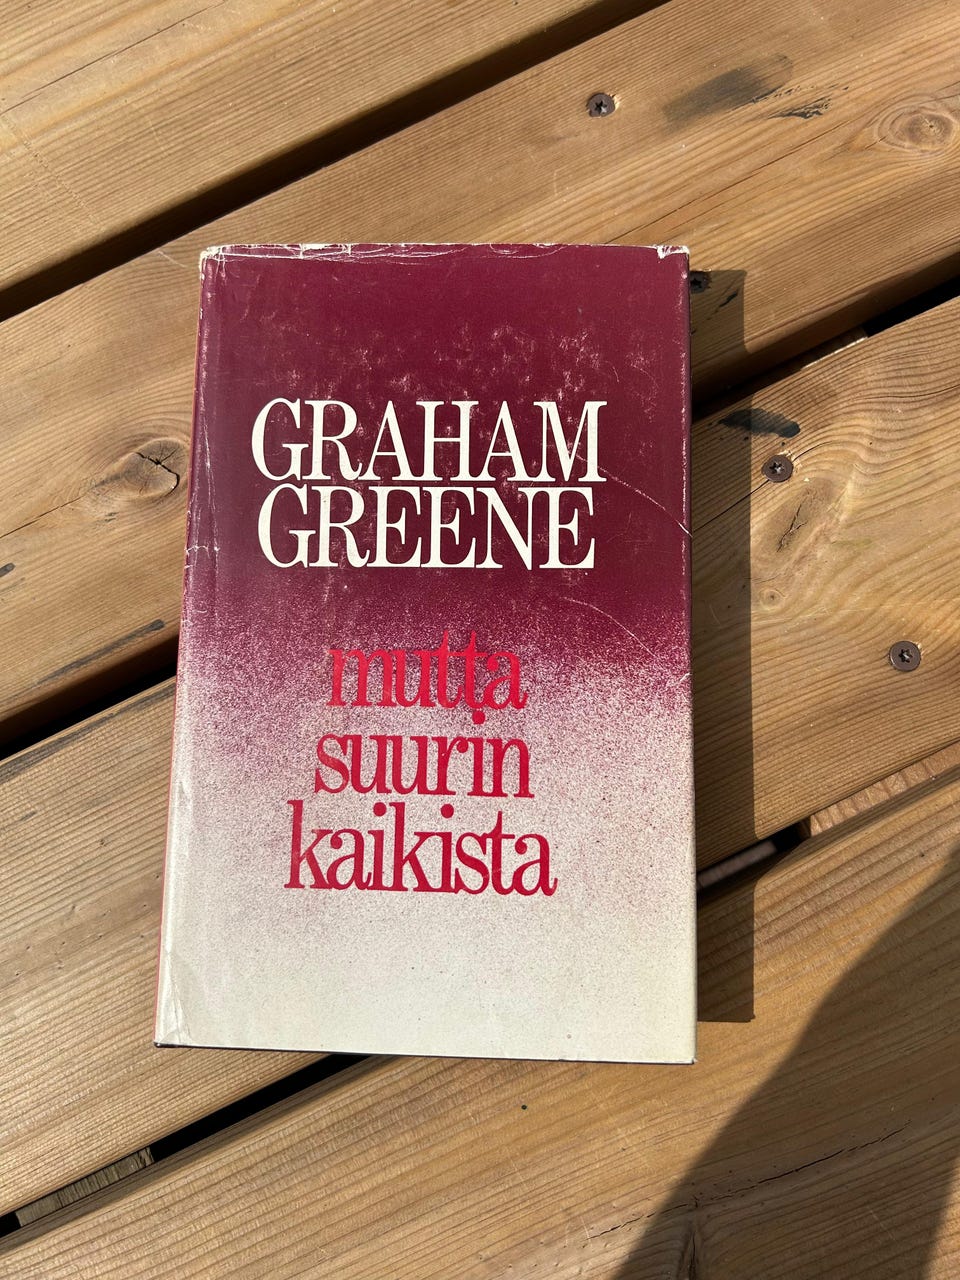 GRAHAM
GREENE
mutta
suurin
kaikista